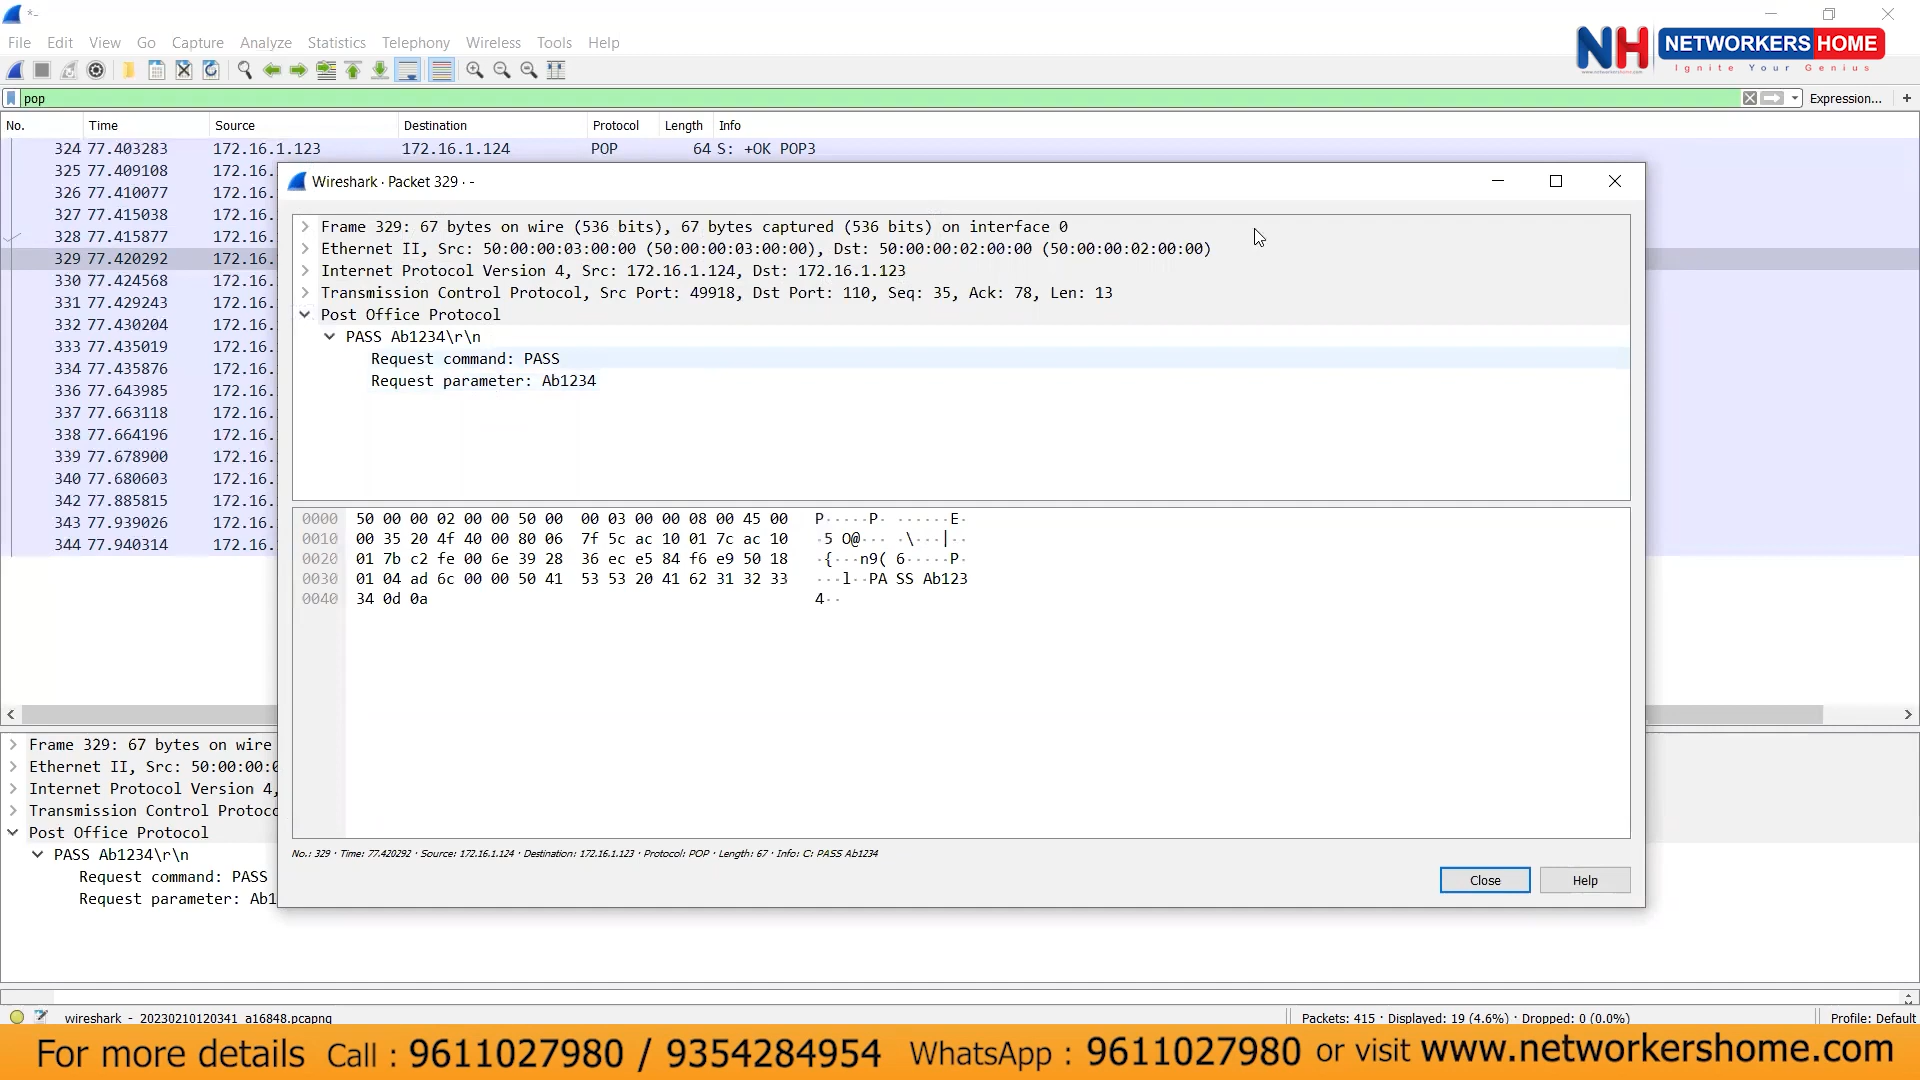 *-
File Edit View Go Capture Analyze Statistics Telephony Wireless Tools Help
NH NETWORKERS HOME
www.networkershome.com Ignite Your Genius
pop Expression... +
No. Time Source Destination Protocol Length Info
324 77.403283 172.16.1.123 172.16.1.124 POP 64 S: +OK POP3
325 77.409108 172.16.
326 77.410077 172.16.
327 77.415038 172.16.
328 77.415877 172.16.
329 77.420292 172.16.
330 77.424568 172.16.
331 77.429243 172.16.
332 77.430204 172.16.
333 77.435019 172.16.
334 77.435876 172.16.
336 77.643985 172.16.
337 77.663118 172.16.
338 77.664196 172.16.
339 77.678900 172.16.
340 77.680603 172.16.
342 77.885815 172.16.
343 77.939026 172.16.
344 77.940314 172.16.
Wireshark · Packet 329 · -
Frame 329: 67 bytes on wire (536 bits), 67 bytes captured (536 bits) on interface 0
Ethernet II, Src: 50:00:00:03:00:00 (50:00:00:03:00:00), Dst: 50:00:00:02:00:00 (50:00:00:02:00:00)
Internet Protocol Version 4, Src: 172.16.1.124, Dst: 172.16.1.123
Transmission Control Protocol, Src Port: 49918, Dst Port: 110, Seq: 35, Ack: 78, Len: 13
Post Office Protocol
PASS Ab1234\r\n
Request command: PASS
Request parameter: Ab1234
0000 50 00 00 02 00 00 50 00 00 03 00 00 08 00 45 00 P·····P· ······E·
0010 00 35 20 4f 40 00 80 06 7f 5c ac 10 01 7c ac 10 ·5 O@··· ·\···|··
0020 01 7b c2 fe 00 6e 39 28 36 ec e5 84 f6 e9 50 18 ·{···n9( 6·····P·
0030 01 04 ad 6c 00 00 50 41 53 53 20 41 62 31 32 33 ···l··PA SS Ab123
0040 34 0d 0a 4··
No.: 329 · Time: 77.420292 · Source: 172.16.1.124 · Destination: 172.16.1.123 · Protocol: POP · Length: 67 · Info: C: PASS Ab1234
Close Help
Frame 329: 67 bytes on wire
Ethernet II, Src: 50:00:00:0
Internet Protocol Version 4,
Transmission Control Protoc
Post Office Protocol
PASS Ab1234\r\n
Request command: PASS
Request parameter: Ab1
wireshark_-_20230210120341_a16848.pcapng Packets: 415 · Displayed: 19 (4.6%) · Dropped: 0 (0.0%) Profile: Default
For more details Call : 9611027980 / 9354284954 WhatsApp : 9611027980 or visit www.networkershome.com